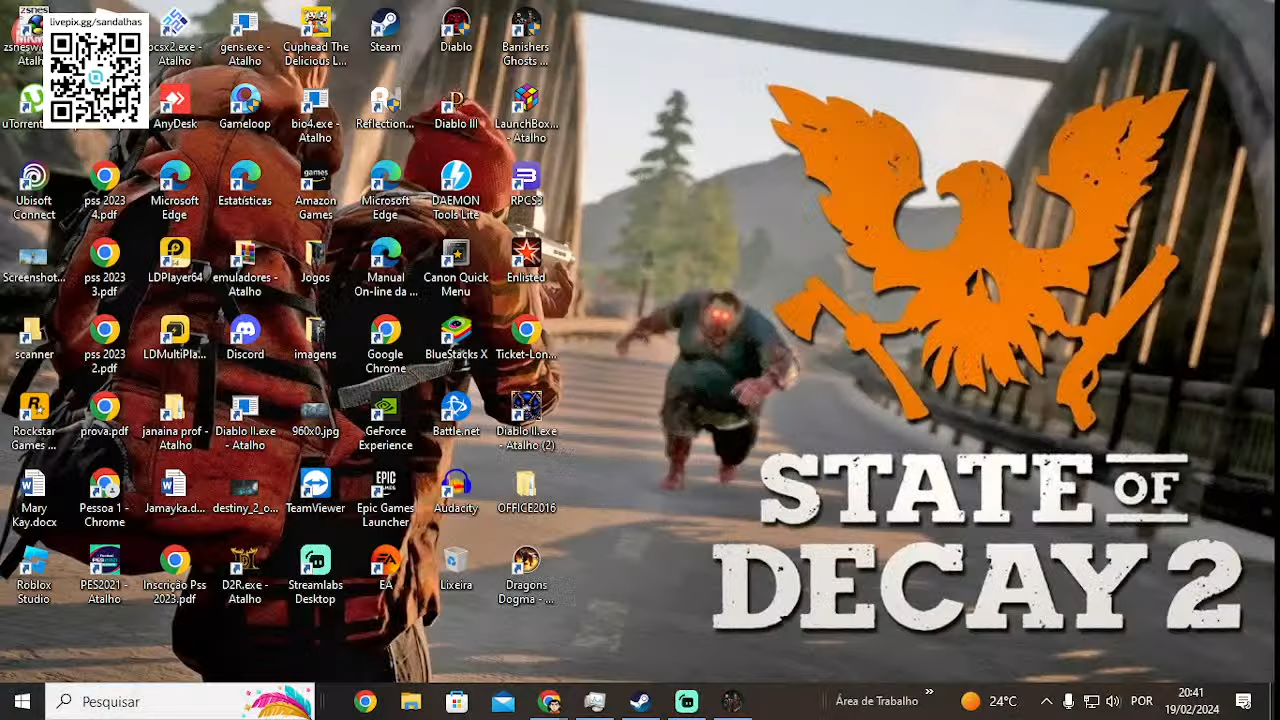 livepix.gg/sandalhas
zsnesw
Atalh
pcsx2.exe -
Atalho
gens.exe -
Atalho
Cuphead The
Delicious L...
Steam
Diablo
Banishers
Ghosts ...
uTorrent
AnyDesk
Gameloop
bio4.exe -
Atalho
Reflection...
Diablo III
LaunchBox...
- Atalho
Ubisoft
Connect
pss 2023
4.pdf
Microsoft
Edge
Estatísticas
games
Amazon
Games
Microsoft
Edge
DAEMON
Tools Lite
RPCS3
Screenshot...
pss 2023
3.pdf
LDPlayer64
emuladores -
Atalho
Jogos
Manual
On-line da ...
Canon Quick
Menu
Enlisted
scanner
pss 2023
2.pdf
LDMultiPla...
Discord
imagens
Google
Chrome
BlueStacks X
Ticket-Lon...
Rockstar
Games ...
prova.pdf
janaina prof -
Atalho
Diablo II.exe
- Atalho
960x0.jpg
GeForce
Experience
Battle.net
Diablo II.exe
- Atalho (2)
Mary
Kay.docx
Pessoa 1 -
Chrome
Jamayka.d...
destiny_2_o...
TeamViewer
EPIC
GAMES
Epic Games
Launcher
Audacity
OFFICE2016
Roblox
Studio
PES2021 -
Atalho
Inscrição Pss
2023.pdf
D2R.exe -
Atalho
Streamlabs
Desktop
EA
Lixeira
Dragons
Dogma - ...
STATE OF
DECAY 2
Pesquisar
Área de Trabalho
24°C
POR
20:41
19/02/2024